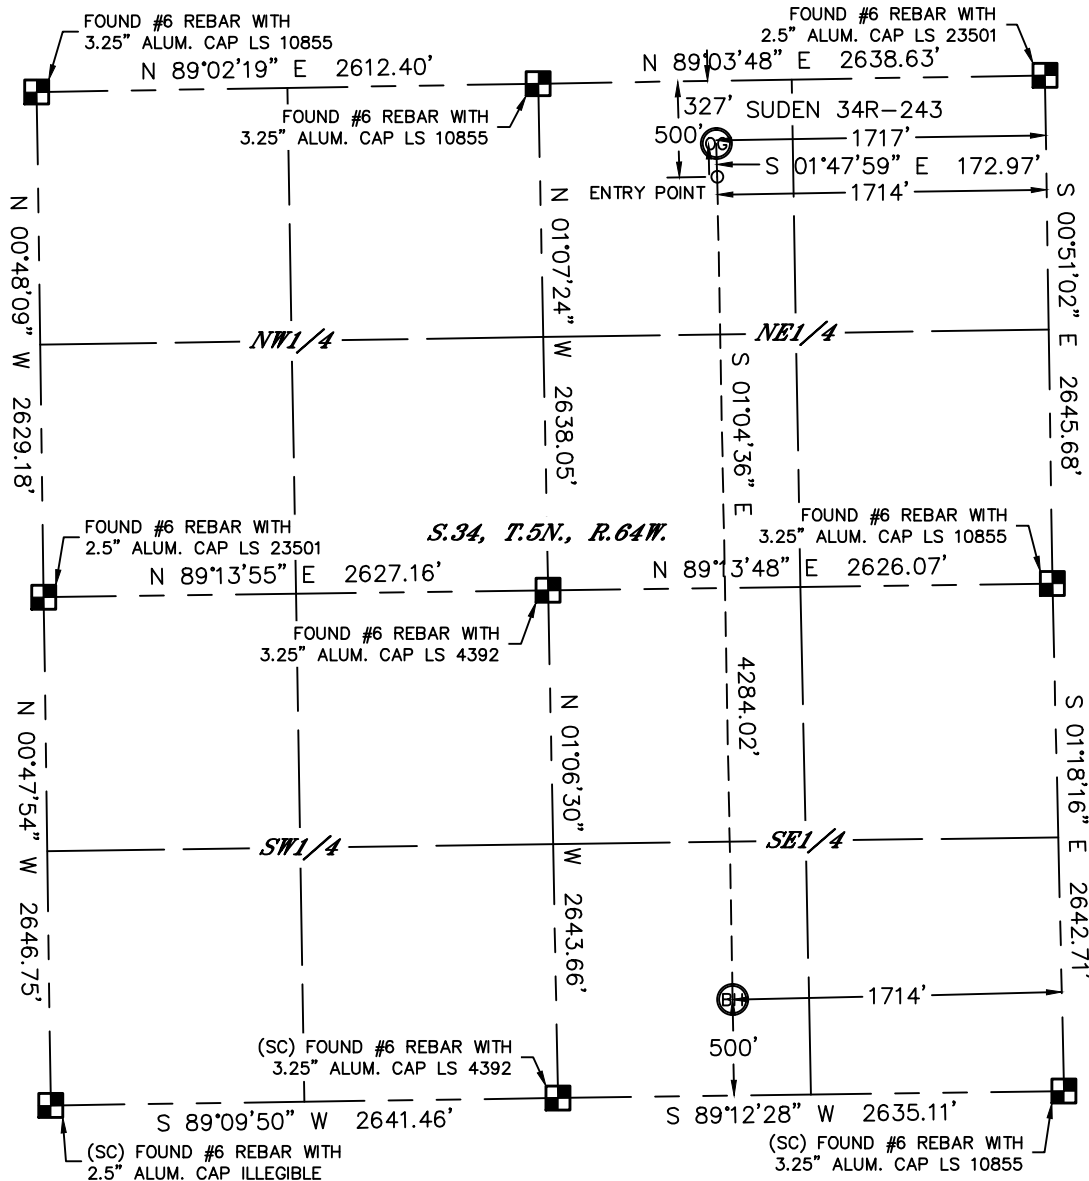 FOUND #6 REBAR WITH
3.25" ALUM. CAP LS 10855
FOUND #6 REBAR WITH
2.5" ALUM. CAP LS 23501
N 89°02'19" E 2612.40'
N 89°03'48" E 2638.63'
FOUND #6 REBAR WITH
3.25" ALUM. CAP LS 10855
327'
SUDEN 34R-243
500'
OG
1717'
S 01°47'59" E 172.97'
ENTRY POINT
1714'
N 00°48'09" W 2629.18'
N 01°07'24" W 2638.05'
S 00°51'02" E 2645.68'
NW1/4
NE1/4
S 01°04'36" E 4284.02'
FOUND #6 REBAR WITH
2.5" ALUM. CAP LS 23501
S.34, T.5N., R.64W.
FOUND #6 REBAR WITH
3.25" ALUM. CAP LS 10855
N 89°13'55" E 2627.16'
N 89°13'48" E 2626.07'
FOUND #6 REBAR WITH
3.25" ALUM. CAP LS 4392
N 00°47'54" W 2646.75'
N 01°06'30" W 2643.66'
S 01°18'16" E 2642.71'
SW1/4
SE1/4
BH
1714'
500'
(SC) FOUND #6 REBAR WITH
3.25" ALUM. CAP LS 4392
S 89°09'50" W 2641.46'
S 89°12'28" W 2635.11'
(SC) FOUND #6 REBAR WITH
2.5" ALUM. CAP ILLEGIBLE
(SC) FOUND #6 REBAR WITH
3.25" ALUM. CAP LS 10855